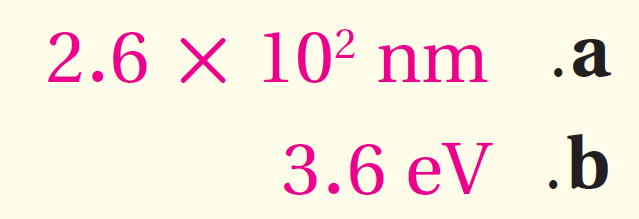 .a 2.6 × 10² nm
.b 3.6 eV